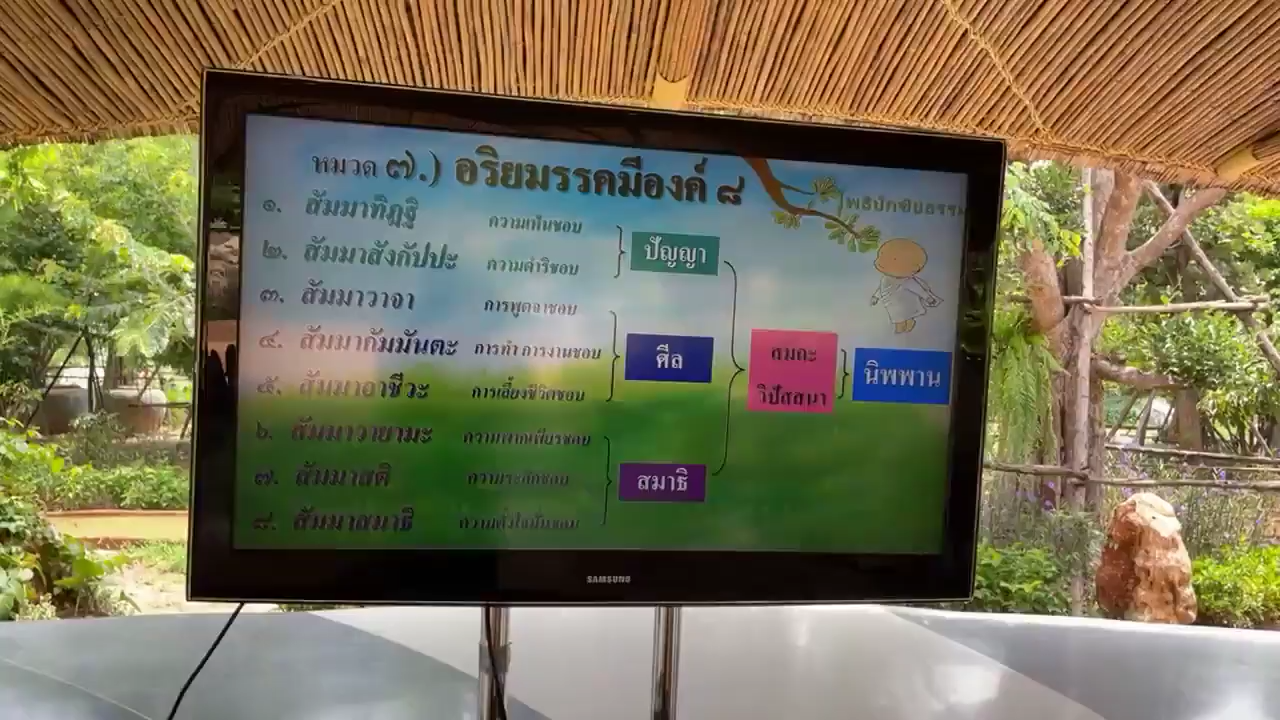 หมวด ๗.) อริยมรรคมีองค์ ๘
โพธิปักขิยธรรม
๑. สัมมาทิฏฐิ ความเห็นชอบ
๒. สัมมาสังกัปปะ ความดำริชอบ
ปัญญา
๓. สัมมาวาจา การพูดจาชอบ
๔. สัมมากัมมันตะ การทำการงานชอบ
๕. สัมมาอาชีวะ การเลี้ยงชีวิตชอบ
ศีล
๖. สัมมาวายามะ ความพากเพียรชอบ
๗. สัมมาสติ ความระลึกชอบ
๘. สัมมาสมาธิ ความตั้งใจมั่นชอบ
สมาธิ
สมถะ
วิปัสสนา
นิพพาน
SAMSUNG